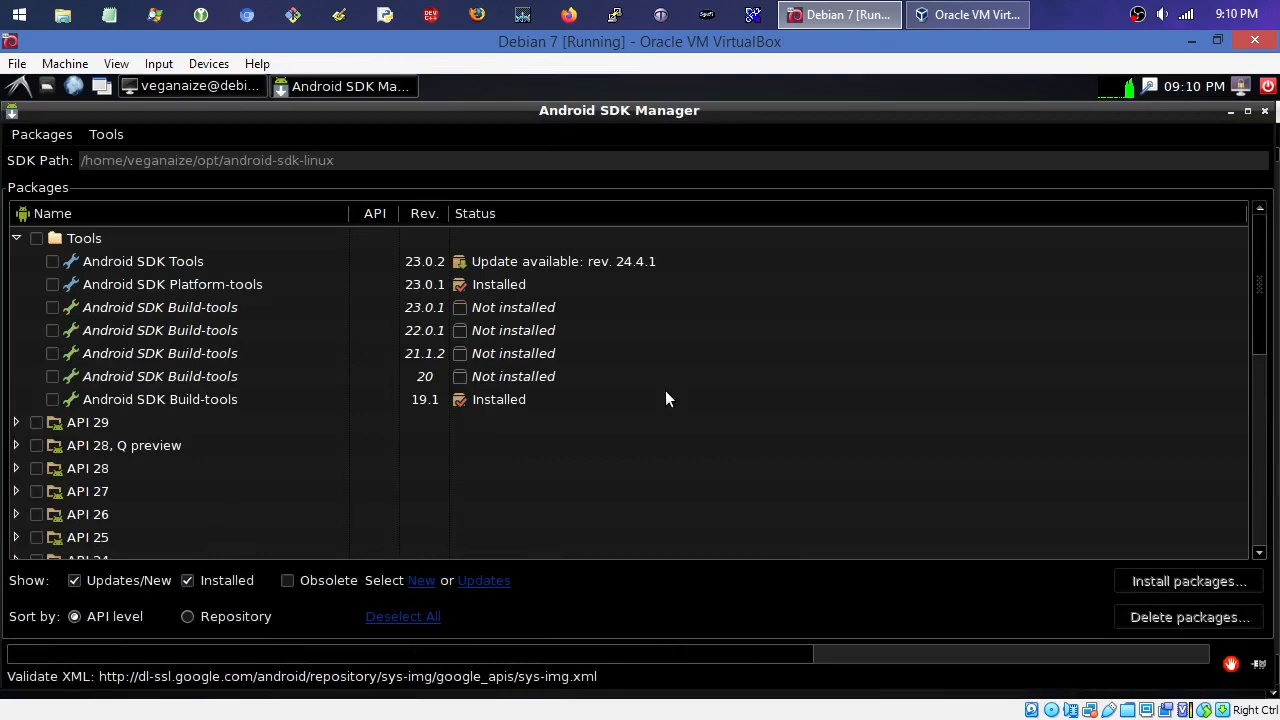 Debian 7 [Run...
Oracle VM Virt...
9:10 PM
Debian 7 [Running] - Oracle VM VirtualBox
File Machine View Input Devices Help
veganaize@debi...
Android SDK Ma...
09:10 PM
Android SDK Manager
Packages Tools
SDK Path: /home/veganaize/opt/android-sdk-linux
Packages
Name API Rev. Status
Tools
Android SDK Tools 23.0.2 Update available: rev. 24.4.1
Android SDK Platform-tools 23.0.1 Installed
Android SDK Build-tools 23.0.1 Not installed
Android SDK Build-tools 22.0.1 Not installed
Android SDK Build-tools 21.1.2 Not installed
Android SDK Build-tools 20 Not installed
Android SDK Build-tools 19.1 Installed
API 29
API 28, Q preview
API 28
API 27
API 26
API 25
Show: Updates/New Installed Obsolete Select New or Updates Install packages...
Sort by: API level Repository Deselect All Delete packages...
Validate XML: http://dl-ssl.google.com/android/repository/sys-img/google_apis/sys-img.xml
Right Ctrl